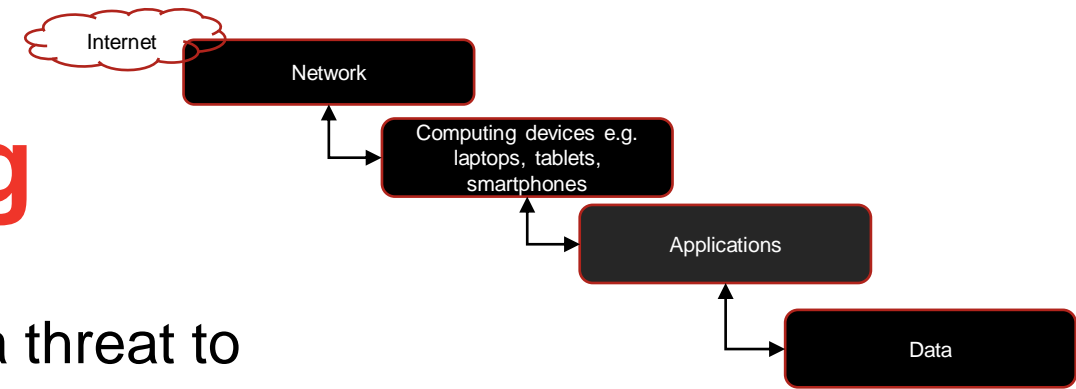 Internet
Network
Computing devices e.g.
laptops, tablets,
smartphones
g
Applications
a threat to
Data